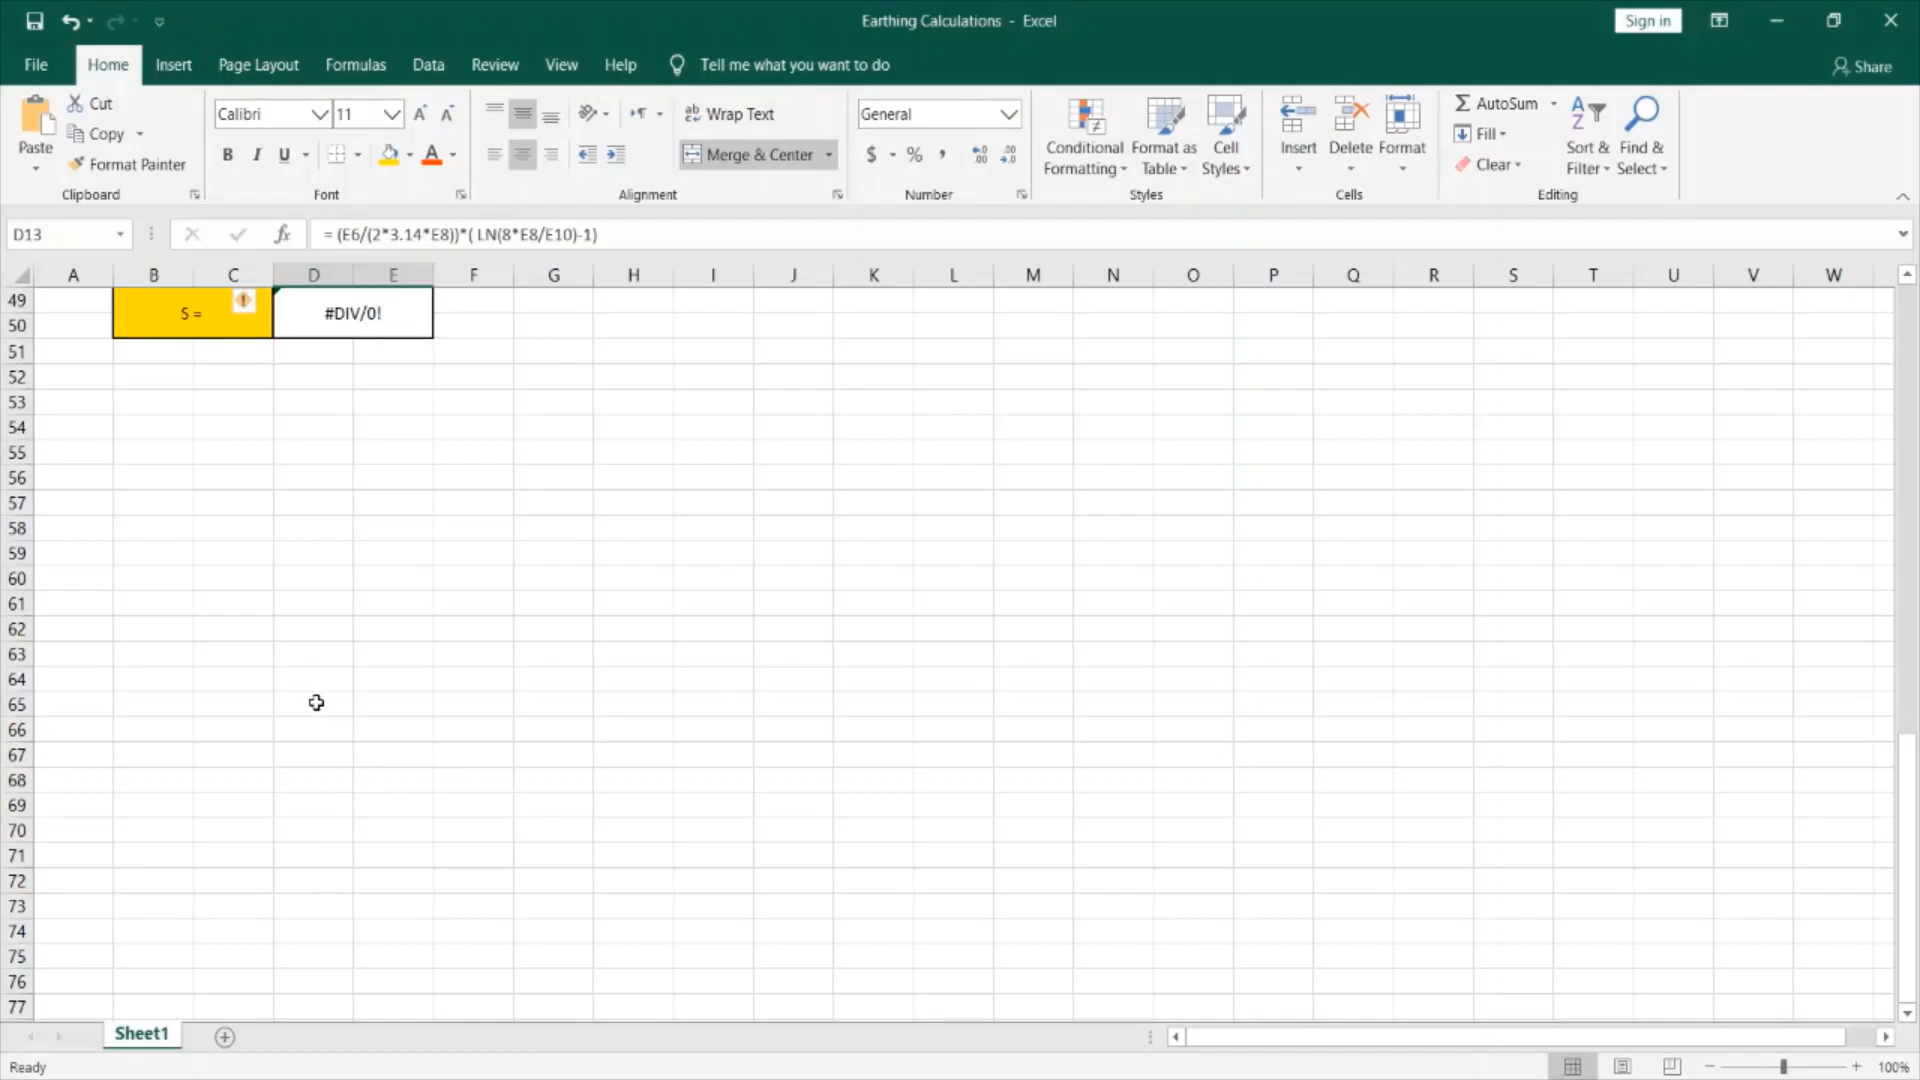 Earthing Calculations - Excel
Sign in
File Home Insert Page Layout Formulas Data Review View Help Tell me what you want to do Share
Paste
Cut
Copy
Format Painter
Clipboard
Calibri 11
B I U
Font
Wrap Text
Merge & Center
Alignment
General
$ % ,
Number
Conditional Formatting
Format as Table
Cell Styles
Styles
Insert Delete Format
Cells
AutoSum
Fill
Clear
Sort & Filter
Find & Select
Editing
D13 fx = (E6/(2*3.14*E8))*( LN(8*E8/E10)-1)
A B C D E F G H I J K L M N O P Q R S T U V W
49
S = #DIV/0!
50
51
52
53
54
55
56
57
58
59
60
61
62
63
64
65
66
67
68
69
70
71
72
73
74
75
76
77
Sheet1
Ready 100%